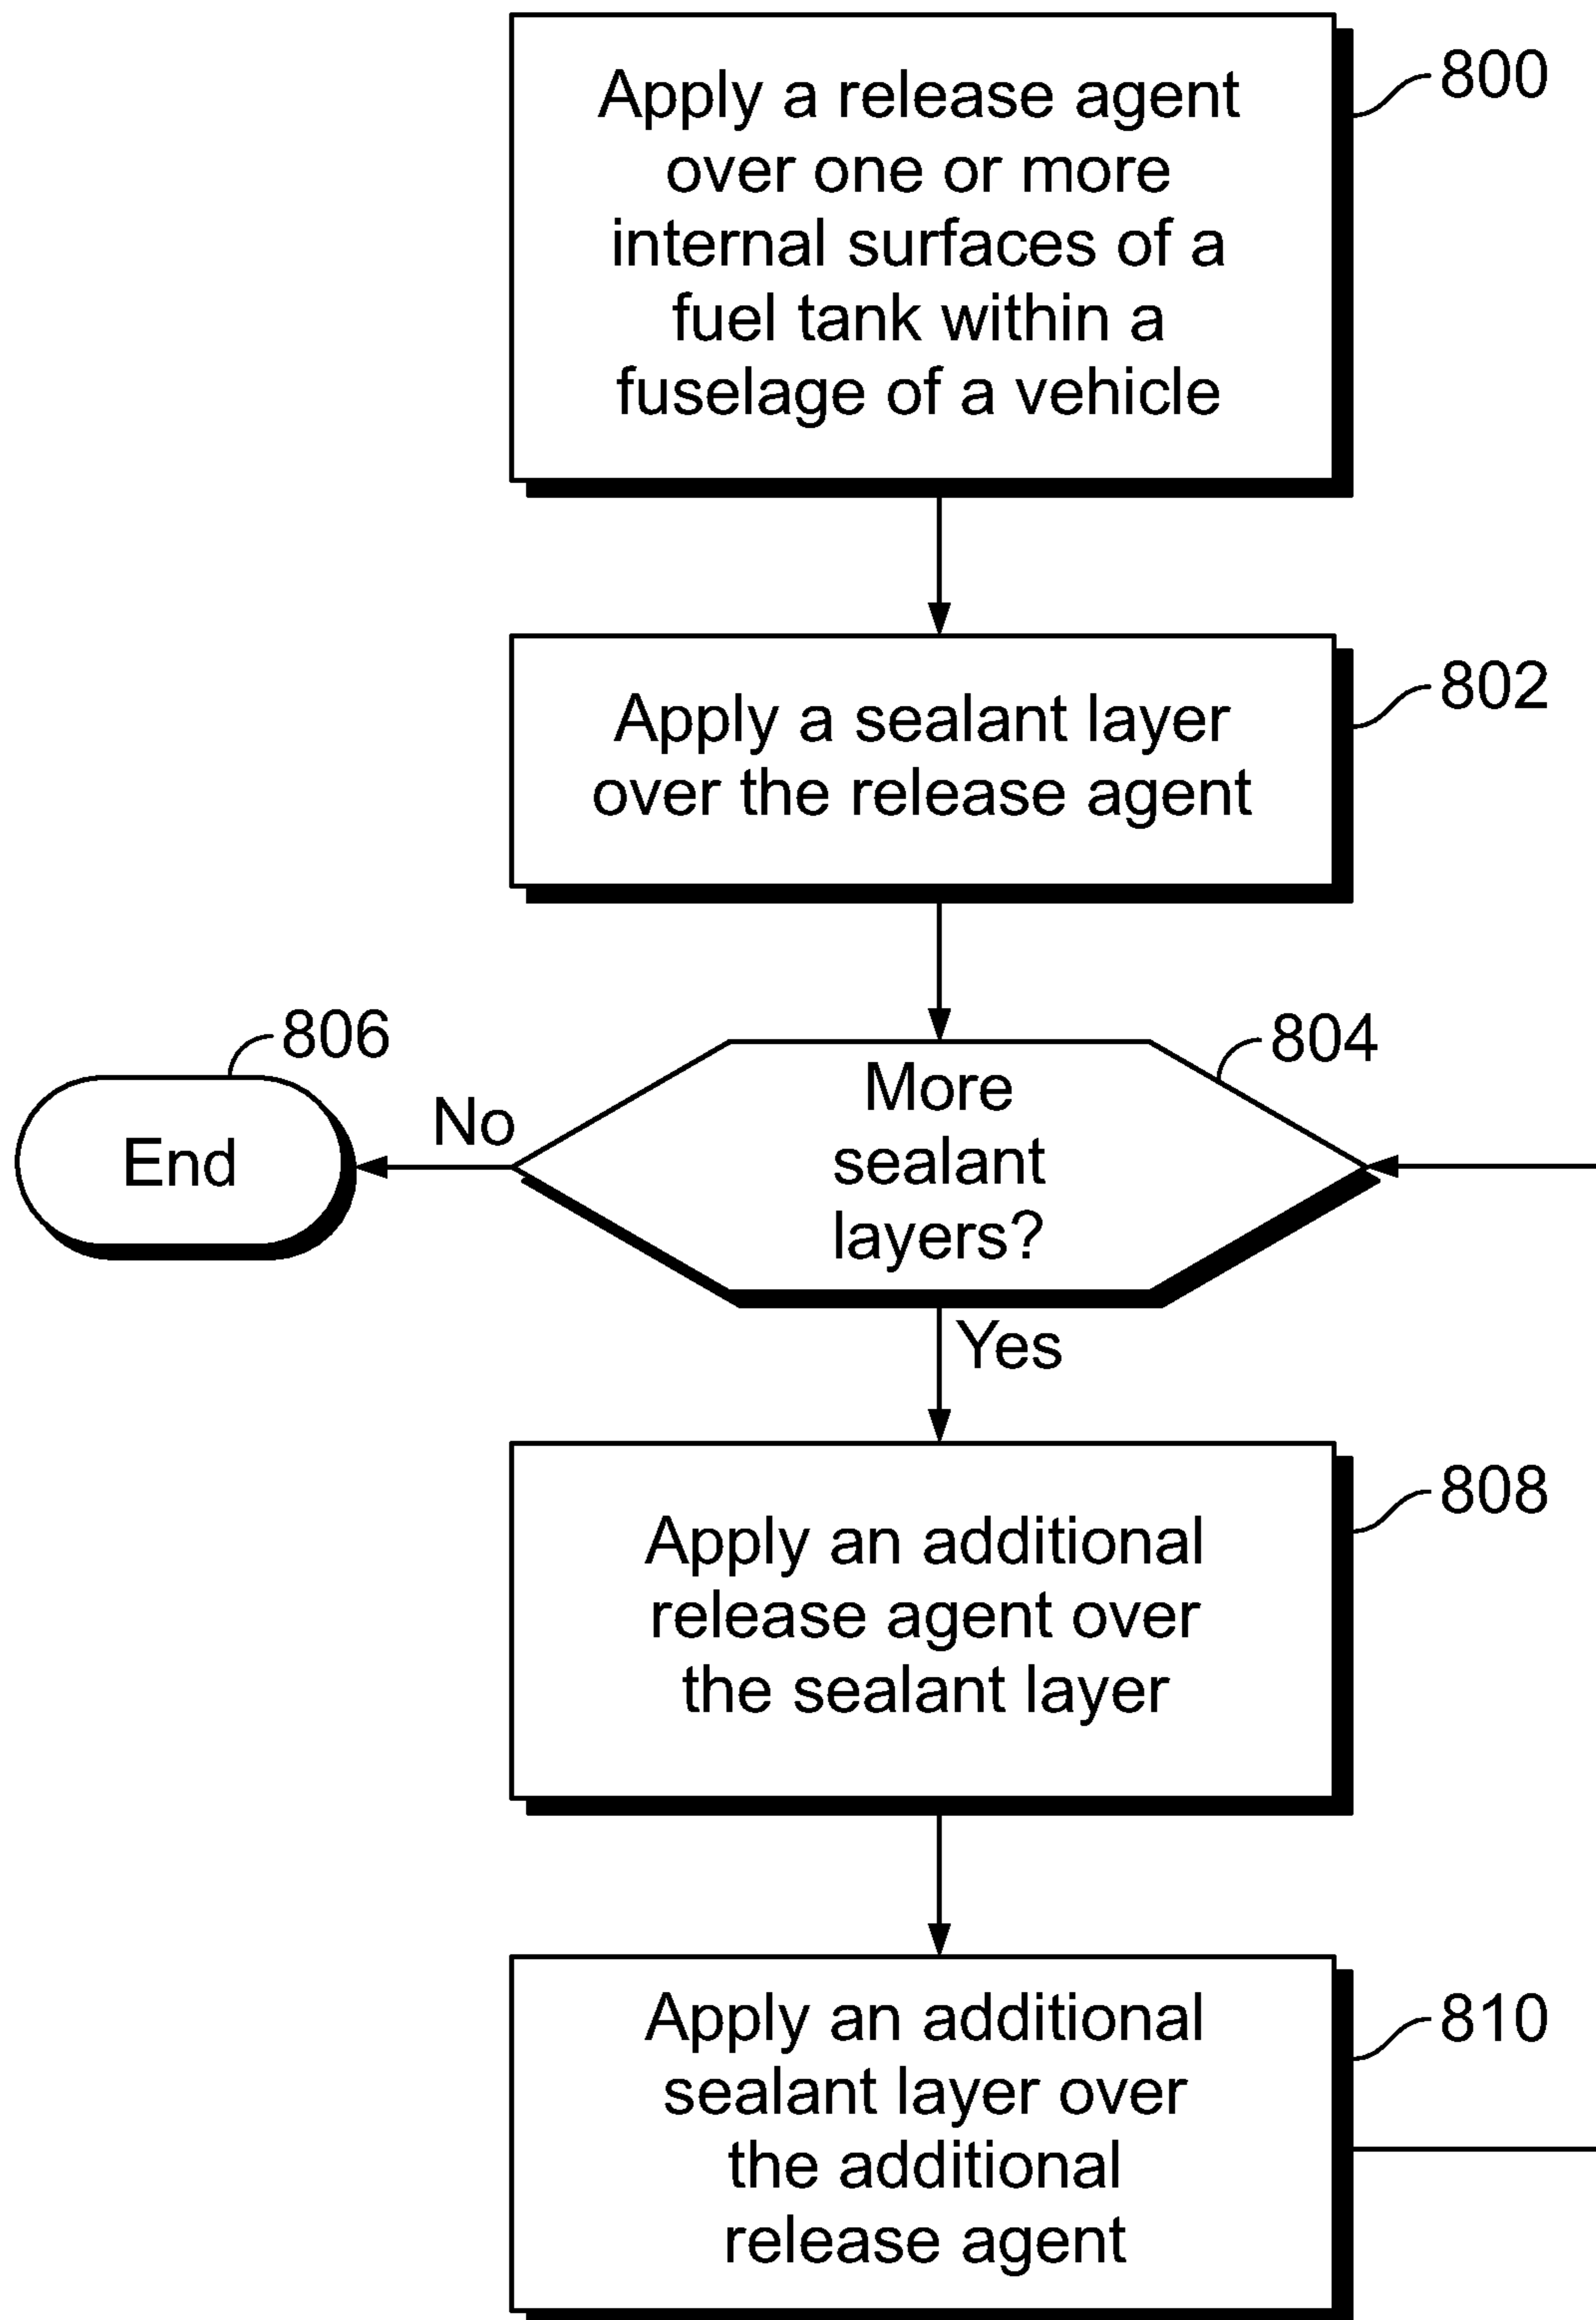 Apply a release agent
over one or more
internal surfaces of a
fuel tank within a
fuselage of a vehicle
800
Apply a sealant layer
over the release agent
802
806
End
No
804
More
sealant
layers?
Yes
808
Apply an additional
release agent over
the sealant layer
810
Apply an additional
sealant layer over
the additional
release agent